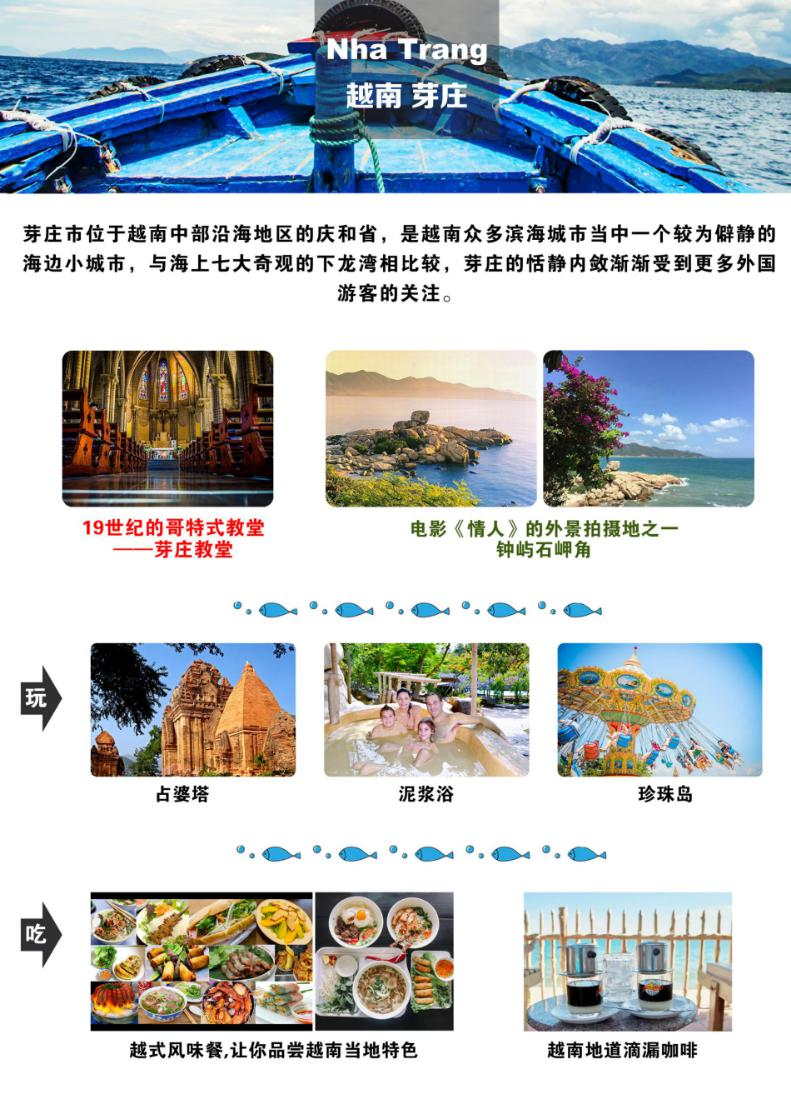 Nha Trang
越南 芽庄
芽庄市位于越南中部沿海地区的庆和省，是越南众多滨海城市当中一个较为僻静的
海边小城市，与海上七大奇观的下龙湾相比较，芽庄的恬静内敛渐渐受到更多外国
游客的关注。
19世纪的哥特式教堂
——芽庄教堂
电影《情人》的外景拍摄地之一
钟屿石岬角
玩
占婆塔
泥浆浴
珍珠岛
吃
越式风味餐,让你品尝越南当地特色
越南地道滴漏咖啡